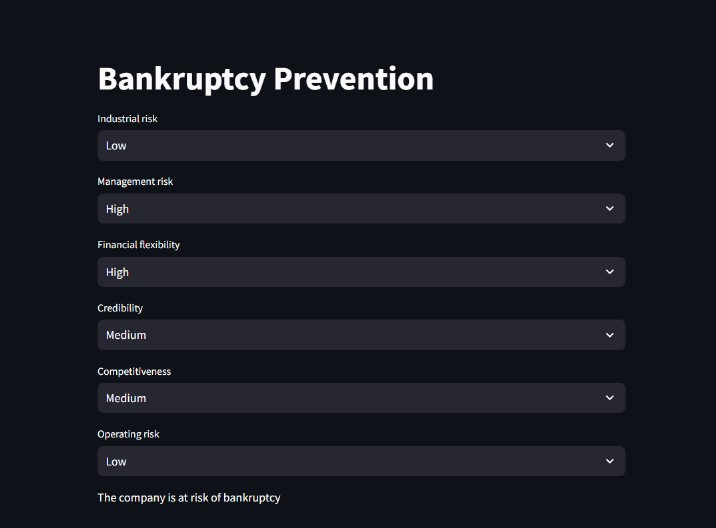 Bankruptcy Prevention
Industrial risk
Low
Management risk
High
Financial flexibility
High
Credibility
Medium
Competitiveness
Medium
Operating risk
Low
The company is at risk of bankruptcy